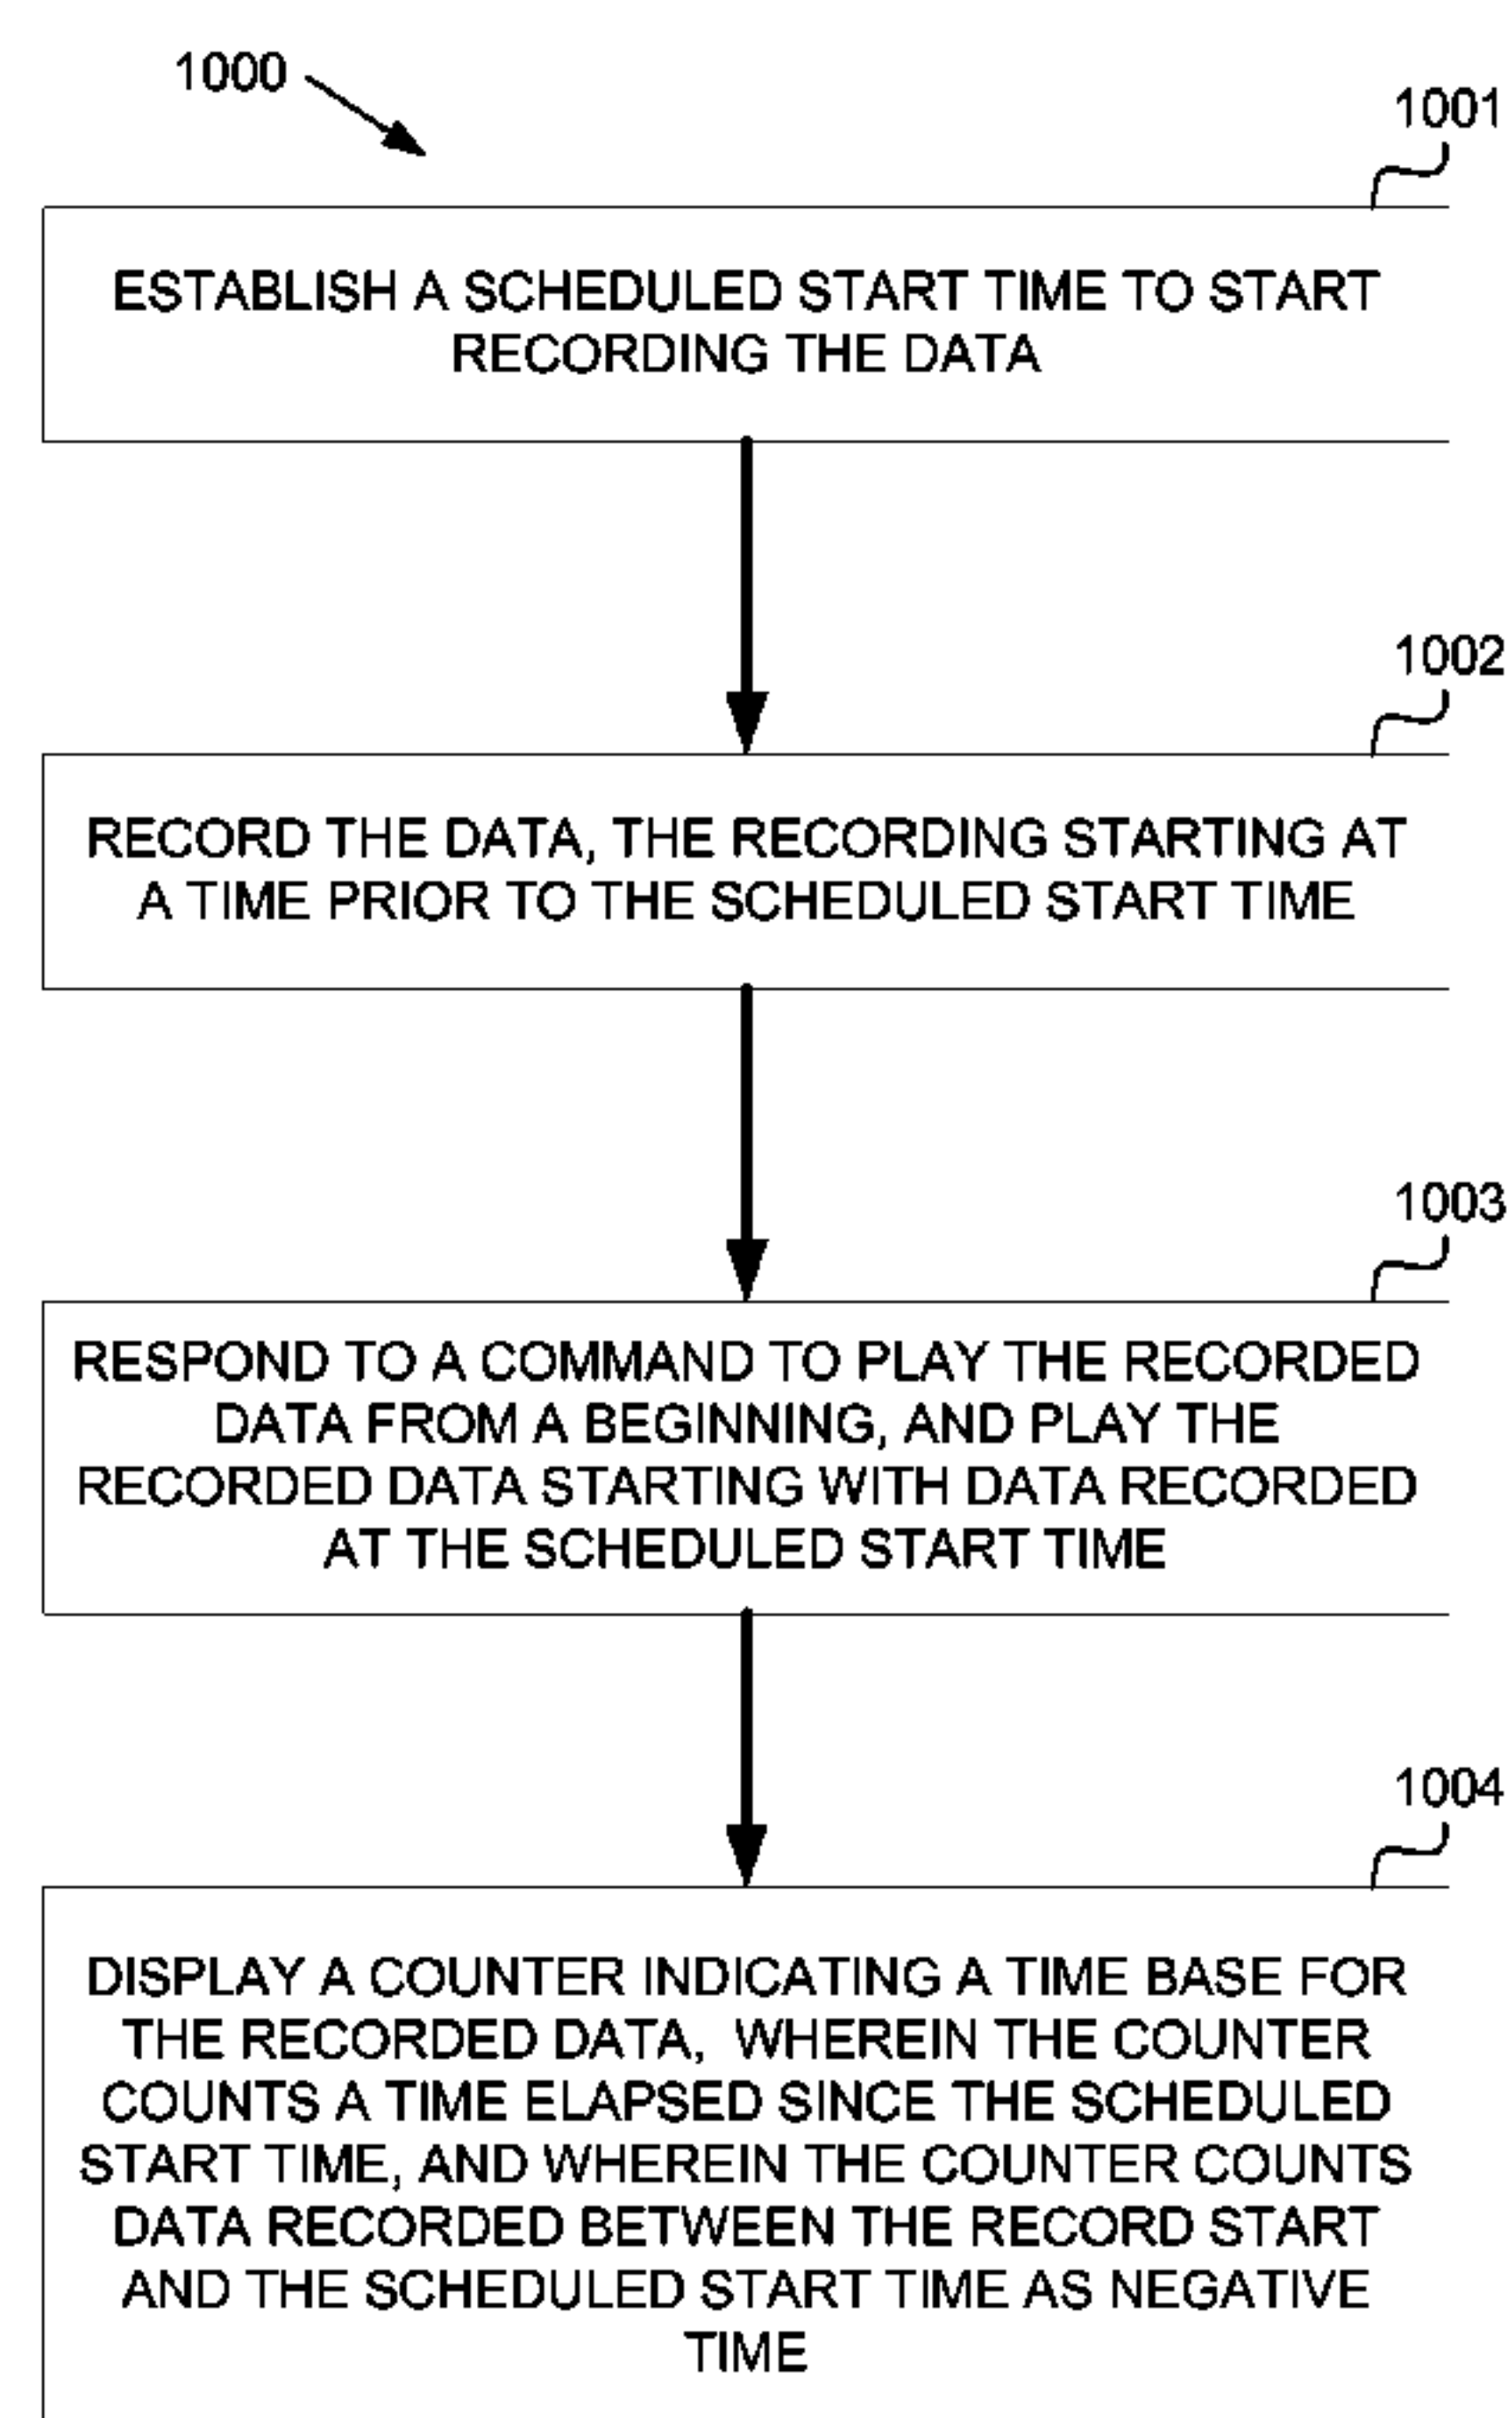 1000
1001
ESTABLISH A SCHEDULED START TIME TO START
RECORDING THE DATA
1002
RECORD THE DATA, THE RECORDING STARTING AT
A TIME PRIOR TO THE SCHEDULED START TIME
1003
RESPOND TO A COMMAND TO PLAY THE RECORDED
DATA FROM A BEGINNING, AND PLAY THE
RECORDED DATA STARTING WITH DATA RECORDED
AT THE SCHEDULED START TIME
1004
DISPLAY A COUNTER INDICATING A TIME BASE FOR
THE RECORDED DATA, WHEREIN THE COUNTER
COUNTS A TIME ELAPSED SINCE THE SCHEDULED
START TIME, AND WHEREIN THE COUNTER COUNTS
DATA RECORDED BETWEEN THE RECORD START
AND THE SCHEDULED START TIME AS NEGATIVE
TIME